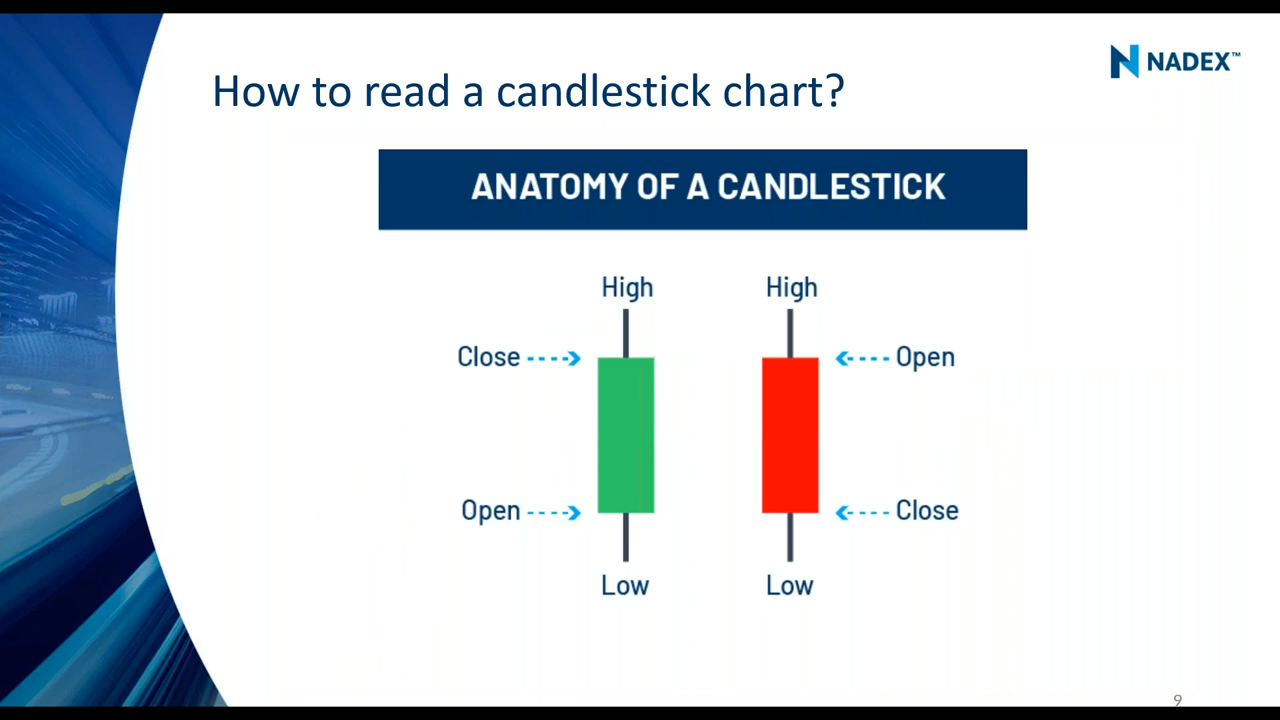 NADEX™
How to read a candlestick chart?
ANATOMY OF A CANDLESTICK
High High
Close Open
Open Close
Low Low
9